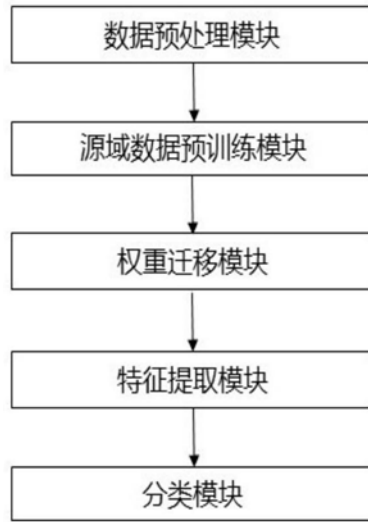 数据预处理模块
源域数据预训练模块
权重迁移模块
特征提取模块
分类模块